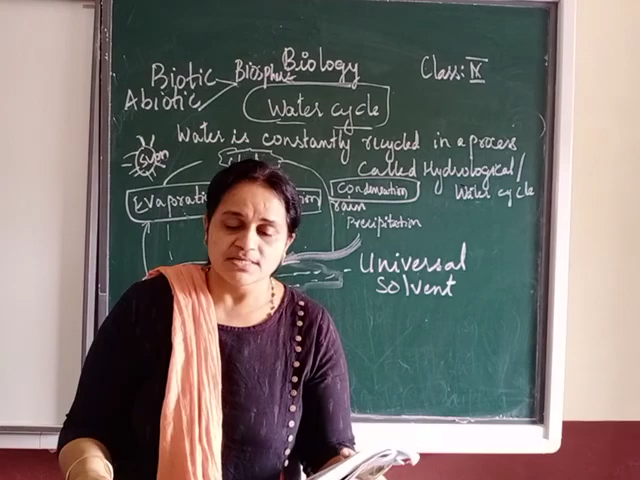 Biology
Class: IX
Biotic
Biosphere
Abiotic
Water cycle
Water is constantly recycled in a process
Called Hydrological/
Water cycle
Sun
Condensation
Evaporati
rain
Precipitation
Universal
Solvent